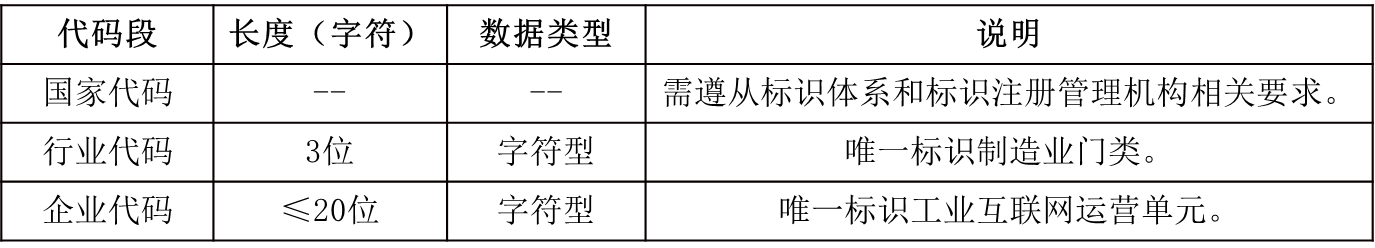 代码段 长度（字符） 数据类型 说明
国家代码 -- -- 需遵从标识体系和标识注册管理机构相关要求。
行业代码 3位 字符型 唯一标识制造业门类。
企业代码 ≤20位 字符型 唯一标识工业互联网运营单元。